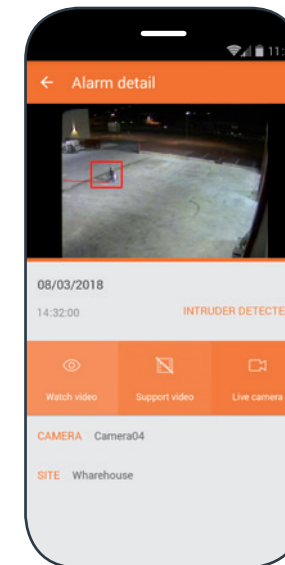 11:
Alarm detail
08/03/2018
14:32:00 INTRUDER DETECTE
Watch video Support video Live camera
CAMERA Camera04
SITE Wharehouse